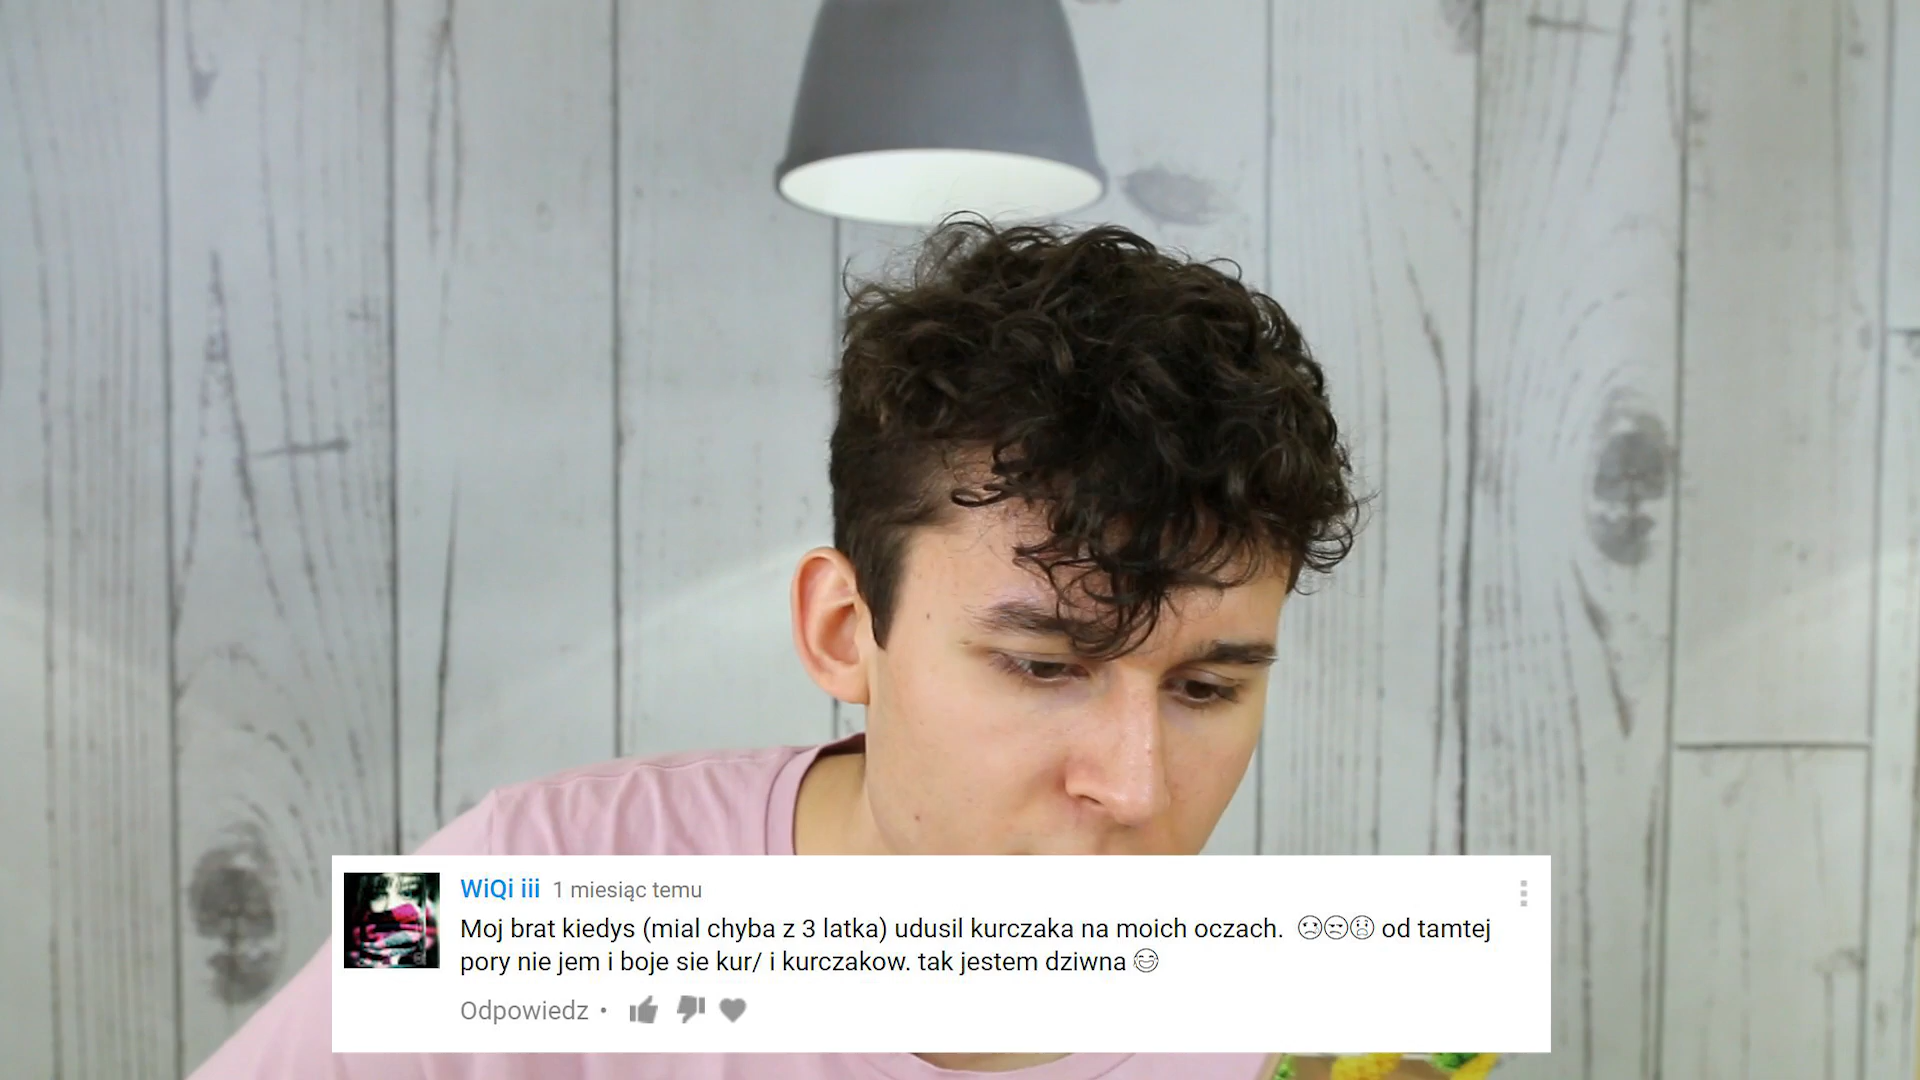 WiQi iii 1 miesiąc temu
Moj brat kiedys (mial chyba z 3 latka) udusil kurczaka na moich oczach. 😢😒😧 od tamtej
pory nie jem i boje sie kur/ i kurczakow. tak jestem dziwna 😂
Odpowiedz •